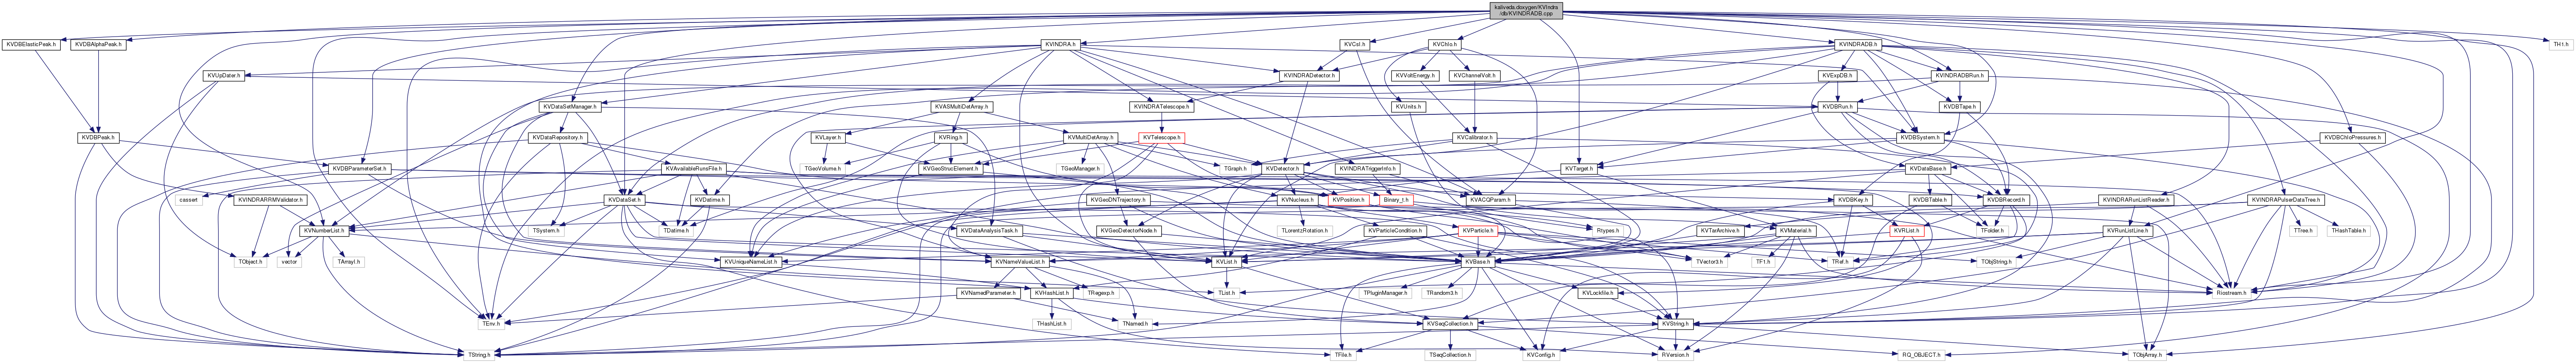 kaliveda.doxygen/KVIndra
/db/KVINDRADB.cpp
KVDBElasticPeak.h
KVDBAlphaPeak.h
KVINDRA.h
KVCsI.h
KVChIo.h
KVINDRADB.h
TH1.h
KVUpDater.h
KVINDRADetector.h
KVVoltEnergy.h
KVChannelVolt.h
KVExpDB.h
KVINDRADBRun.h
KVDataSetManager.h
KVASMultiDetArray.h
KVINDRATelescope.h
KVUnits.h
KVDBRun.h
KVDBTape.h
KVDBPeak.h
KVDataRepository.h
KVLayer.h
KVRing.h
KVMultiDetArray.h
KVTelescope.h
KVCalibrator.h
KVDBSystem.h
KVDBChIoPressures.h
KVDBParameterSet.h
KVAvailableRunsFile.h
TGeoVolume.h
KVGeoStrucElement.h
TGeoManager.h
TGraph.h
KVDetector.h
KVINDRATriggerInfo.h
KVTarget.h
KVDataBase.h
cassert
KVINDRARRMValidator.h
KVDataSet.h
KVDatime.h
KVGeoDNTrajectory.h
KVNucleus.h
KVPosition.h
Binary_t.h
KVACQParam.h
KVDBKey.h
KVDBTable.h
KVDBRecord.h
KVINDRARunListReader.h
KVINDRAPulserDataTree.h
KVNumberList.h
TSystem.h
TDatime.h
KVDataAnalysisTask.h
KVGeoDetectorNode.h
TLorentzRotation.h
KVParticleCondition.h
KVParticle.h
Rtypes.h
KVTarArchive.h
KVMaterial.h
KVRList.h
TFolder.h
KVRunListLine.h
TTree.h
THashTable.h
TObject.h
vector
TArrayI.h
KVUniqueNameList.h
KVNameValueList.h
KVList.h
KVBase.h
TVector3.h
TF1.h
TRef.h
TObjString.h
KVNamedParameter.h
KVHashList.h
TRegexp.h
TList.h
TPluginManager.h
TRandom3.h
KVLockfile.h
Riostream.h
TEnv.h
THashList.h
TNamed.h
KVSeqCollection.h
KVString.h
TString.h
TFile.h
TSeqCollection.h
KVConfig.h
RVersion.h
RQ_OBJECT.h
TObjArray.h